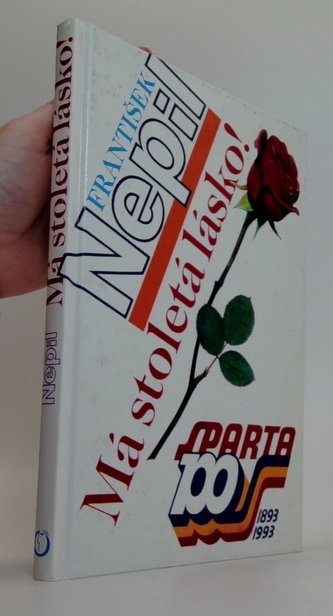 FRANTIŠEK
Nepil
Má stoletá lásko!
SPARTA
100
1893
1993
Má stoletá lásko!
Nepil